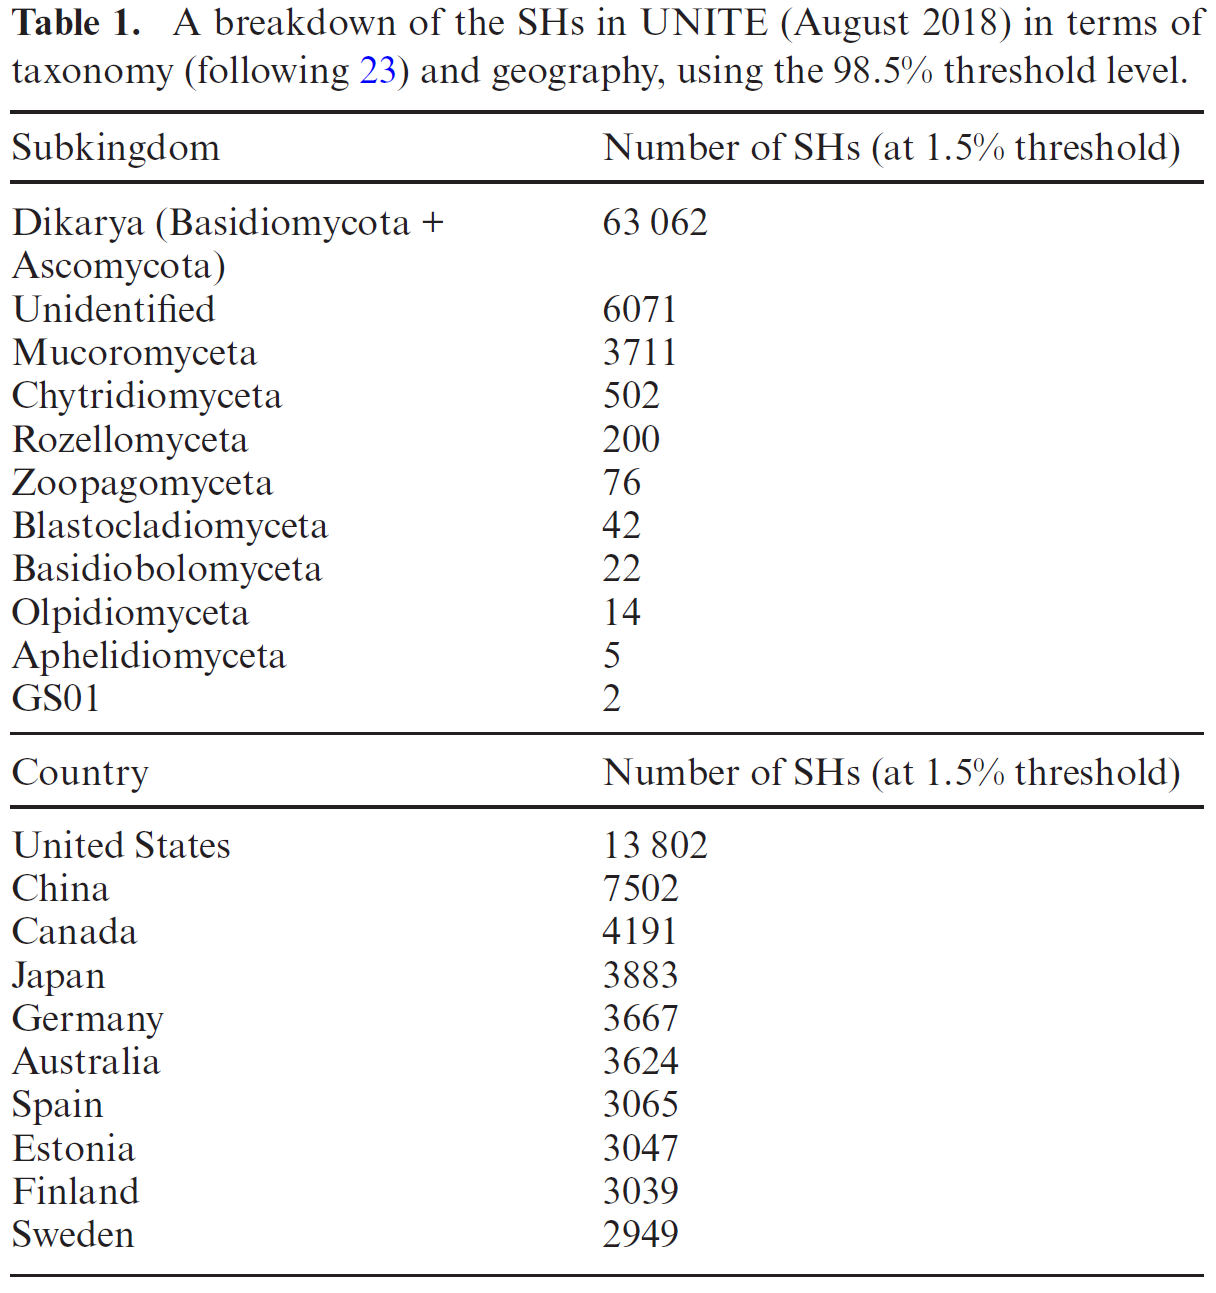 Table 1. A breakdown of the SHs in UNITE (August 2018) in terms of
taxonomy (following 23) and geography, using the 98.5% threshold level.
Subkingdom Number of SHs (at 1.5% threshold)
Dikarya (Basidiomycota + 63 062
Ascomycota)
Unidentified 6071
Mucoromyceta 3711
Chytridiomyceta 502
Rozellomyceta 200
Zoopagomyceta 76
Blastocladiomyceta 42
Basidiobolomyceta 22
Olpidiomyceta 14
Aphelidiomyceta 5
GS01 2
Country Number of SHs (at 1.5% threshold)
United States 13 802
China 7502
Canada 4191
Japan 3883
Germany 3667
Australia 3624
Spain 3065
Estonia 3047
Finland 3039
Sweden 2949